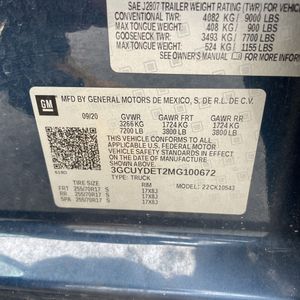 SAE J2807 TRAILER WEIGHT RATING (TWR) FOR
CONVENTIONAL TWR: 4082 KG / 9000 LBS
MAX TONGUE WEIGHT: 408 KG / 900 LBS
GOOSENECK TWR: 3493 KG / 7700 LBS
MAX TONGUE WEIGHT: 524 KG / 1155 LBS
SEE OWNER'S MANUAL
GM
MFD BY GENERAL MOTORS DE MEXICO, S. DE R.L. DE C.V.
09/20 GVWR GAWR FRT GAWR RR
3266 KG 1724 KG 1724 KG
7200 LB 3800 LB 3800 LB
THIS VEHICLE CONFORMS TO ALL
APPLICABLE U.S. FEDERAL MOTOR
VEHICLE SAFETY STANDARDS IN
EFFECT ON THE DATE OF
MANUFACTURE SHOWN ABOVE.
3GCUYDET2MG100672
TYPE: TRUCK
MODEL:
TIRE SIZE RIM
FRT 255/70R17 S 17X8J
RR 255/70R17 S 17X8J
SPA 255/70R17 S 17X8J